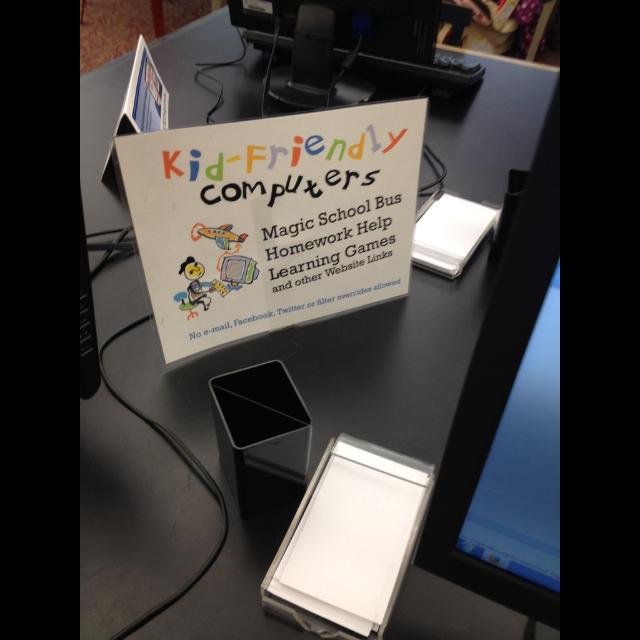 Kid-Friendly
computers
Magic School Bus
Homework Help
Learning Games
and other Website Links
No e-mail, Facebook, Twitter or filter overrides allowed